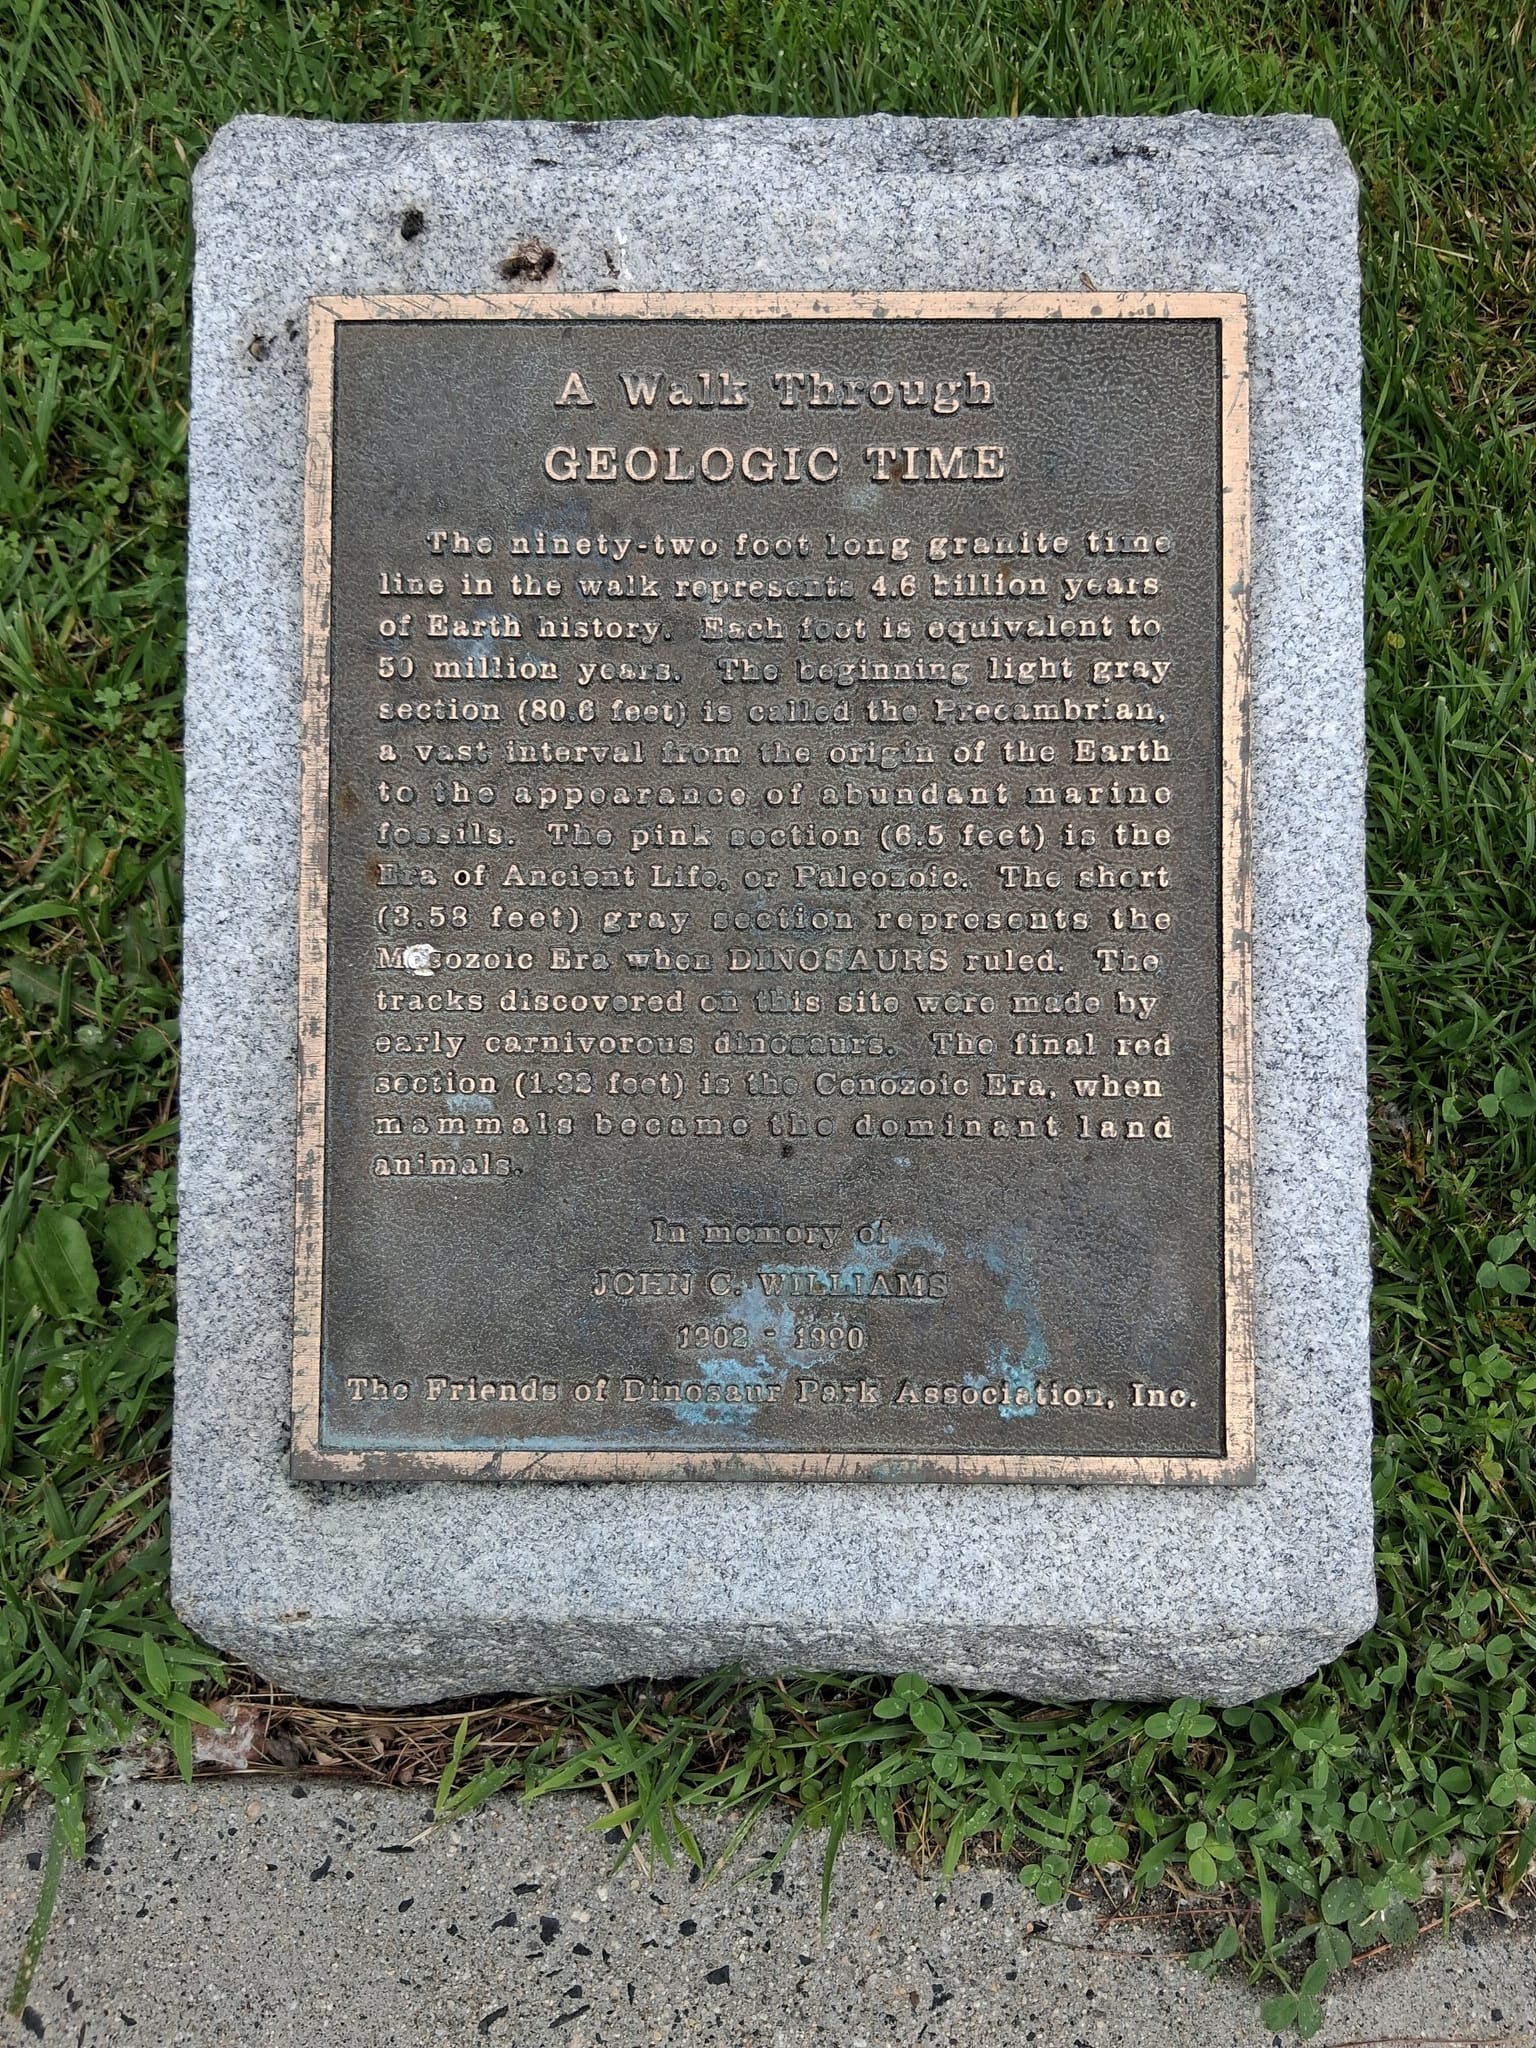 A Walk Through
GEOLOGIC TIME
The ninety-two foot long granite time
line in the walk represents 4.6 billion years
of Earth history. Each foot is equivalent to
50 million years. The beginning light gray
section (80.6 feet) is called the Precambrian,
a vast interval from the origin of the Earth
to the appearance of abundant marine
fossils. The pink section (6.5 feet) is the
Era of Ancient Life, or Paleozoic. The short
(3.58 feet) gray section represents the
Mesozoic Era when DINOSAURS ruled. The
tracks discovered on this site were made by
early carnivorous dinosaurs. The final red
section (1.32 feet) is the Cenozoic Era, when
mammals became the dominant land
animals.
In memory of
JOHN C. WILLIAMS
1902 - 1990
The Friends of Dinosaur Park Association, Inc.